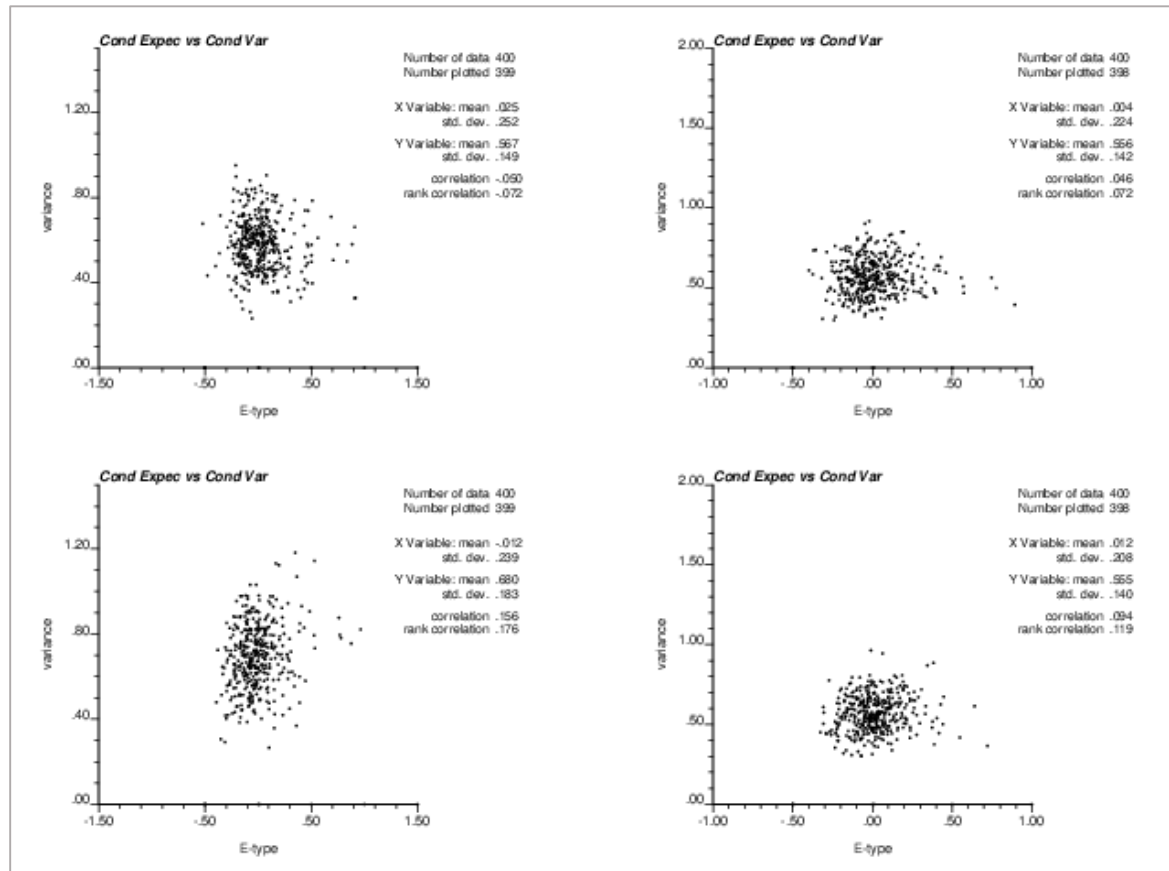 Cond Expec vs Cond Var
Number of data 400
Number plotted 399
X Variable: mean .025
std. dev. .252
Y Variable: mean .567
std. dev. .149
correlation -.050
rank correlation -.072
variance
1.20
.80
.40
.00
-1.50
-.50
.50
1.50
E-type
Cond Expec vs Cond Var
Number of data 400
Number plotted 398
X Variable: mean .004
std. dev. .224
Y Variable: mean .556
std. dev. .142
correlation .046
rank correlation .072
variance
2.00
1.50
1.00
.50
.00
-1.00
-.50
.00
.50
1.00
E-type
Cond Expec vs Cond Var
Number of data 400
Number plotted 399
X Variable: mean -.012
std. dev. .239
Y Variable: mean .680
std. dev. .183
correlation .156
rank correlation .176
variance
1.20
.80
.40
.00
-1.50
-.50
.50
1.50
E-type
Cond Expec vs Cond Var
Number of data 400
Number plotted 398
X Variable: mean .012
std. dev. .208
Y Variable: mean .555
std. dev. .140
correlation .094
rank correlation .119
variance
2.00
1.50
1.00
.50
.00
-1.00
-.50
.00
.50
1.00
E-type